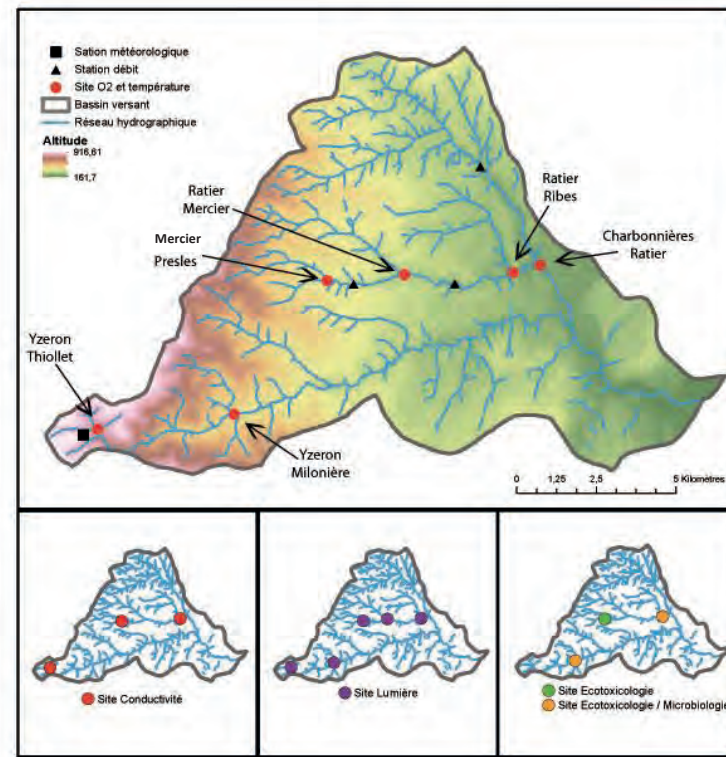 Sation météorologique
Station débit
Site O2 et température
Bassin versant
Réseau hydrographique
Altitude
916,61
161,7
Ratier
Mercier
Ratier
Ribes
Mercier
Presles
Charbonnières
Ratier
Yzeron
Thiollet
Yzeron
Milonière
0 1,25 2,5 5 Kilomètres
Site Conductivité
Site Lumière
Site Ecotoxicologie
Site Ecotoxicologie / Microbiologie